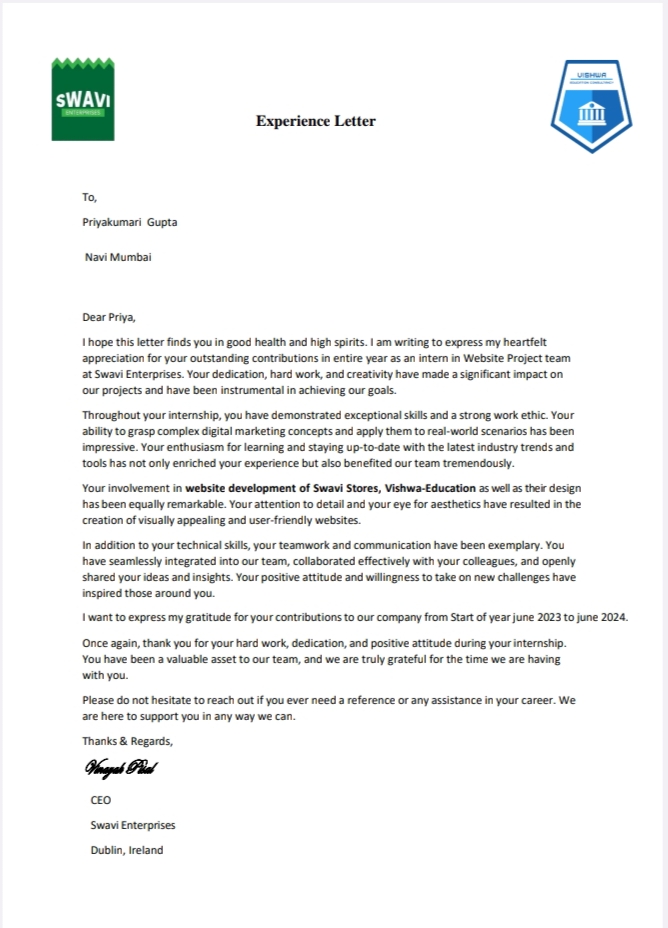 SWAVI
ENTERPRISES
VISHWA
EDUCATION CONSULTANCY
Experience Letter
To,
Priyakumari Gupta
Navi Mumbai
Dear Priya,
I hope this letter finds you in good health and high spirits. I am writing to express my heartfelt
appreciation for your outstanding contributions in entire year as an intern in Website Project team
at Swavi Enterprises. Your dedication, hard work, and creativity have made a significant impact on
our projects and have been instrumental in achieving our goals.
Throughout your internship, you have demonstrated exceptional skills and a strong work ethic. Your
ability to grasp complex digital marketing concepts and apply them to real-world scenarios has been
impressive. Your enthusiasm for learning and staying up-to-date with the latest industry trends and
tools has not only enriched your experience but also benefited our team tremendously.
Your involvement in website development of Swavi Stores, Vishwa-Education as well as their design
has been equally remarkable. Your attention to detail and your eye for aesthetics have resulted in the
creation of visually appealing and user-friendly websites.
In addition to your technical skills, your teamwork and communication have been exemplary. You
have seamlessly integrated into our team, collaborated effectively with your colleagues, and openly
shared your ideas and insights. Your positive attitude and willingness to take on new challenges have
inspired those around you.
I want to express my gratitude for your contributions to our company from Start of year june 2023 to june 2024.
Once again, thank you for your hard work, dedication, and positive attitude during your internship.
You have been a valuable asset to our team, and we are truly grateful for the time we are having
with you.
Please do not hesitate to reach out if you ever need a reference or any assistance in your career. We
are here to support you in any way we can.
Thanks & Regards,
CEO
Swavi Enterprises
Dublin, Ireland